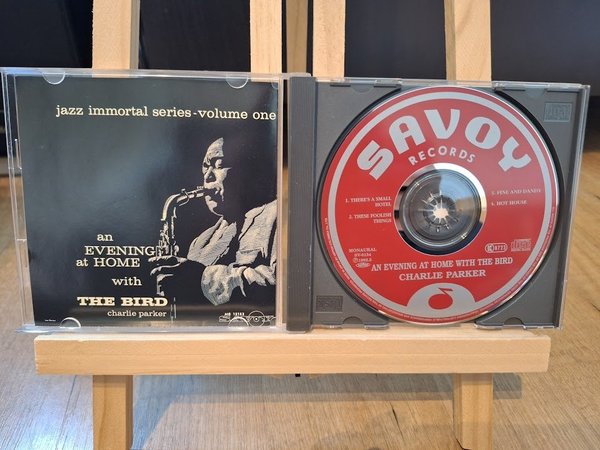 jazz immortal series-volume one
an
EVENING
at HOME
with
THE BIRD
charlie parker
SAVOY
RECORDS
1. THERE'S A SMALL
HOTEL
2. THESE FOOLISH
THINGS
3. FINE AND DANDY
4. HOT HOUSE
MONAURAL
AN EVENING AT HOME WITH THE BIRD
CHARLIE PARKER